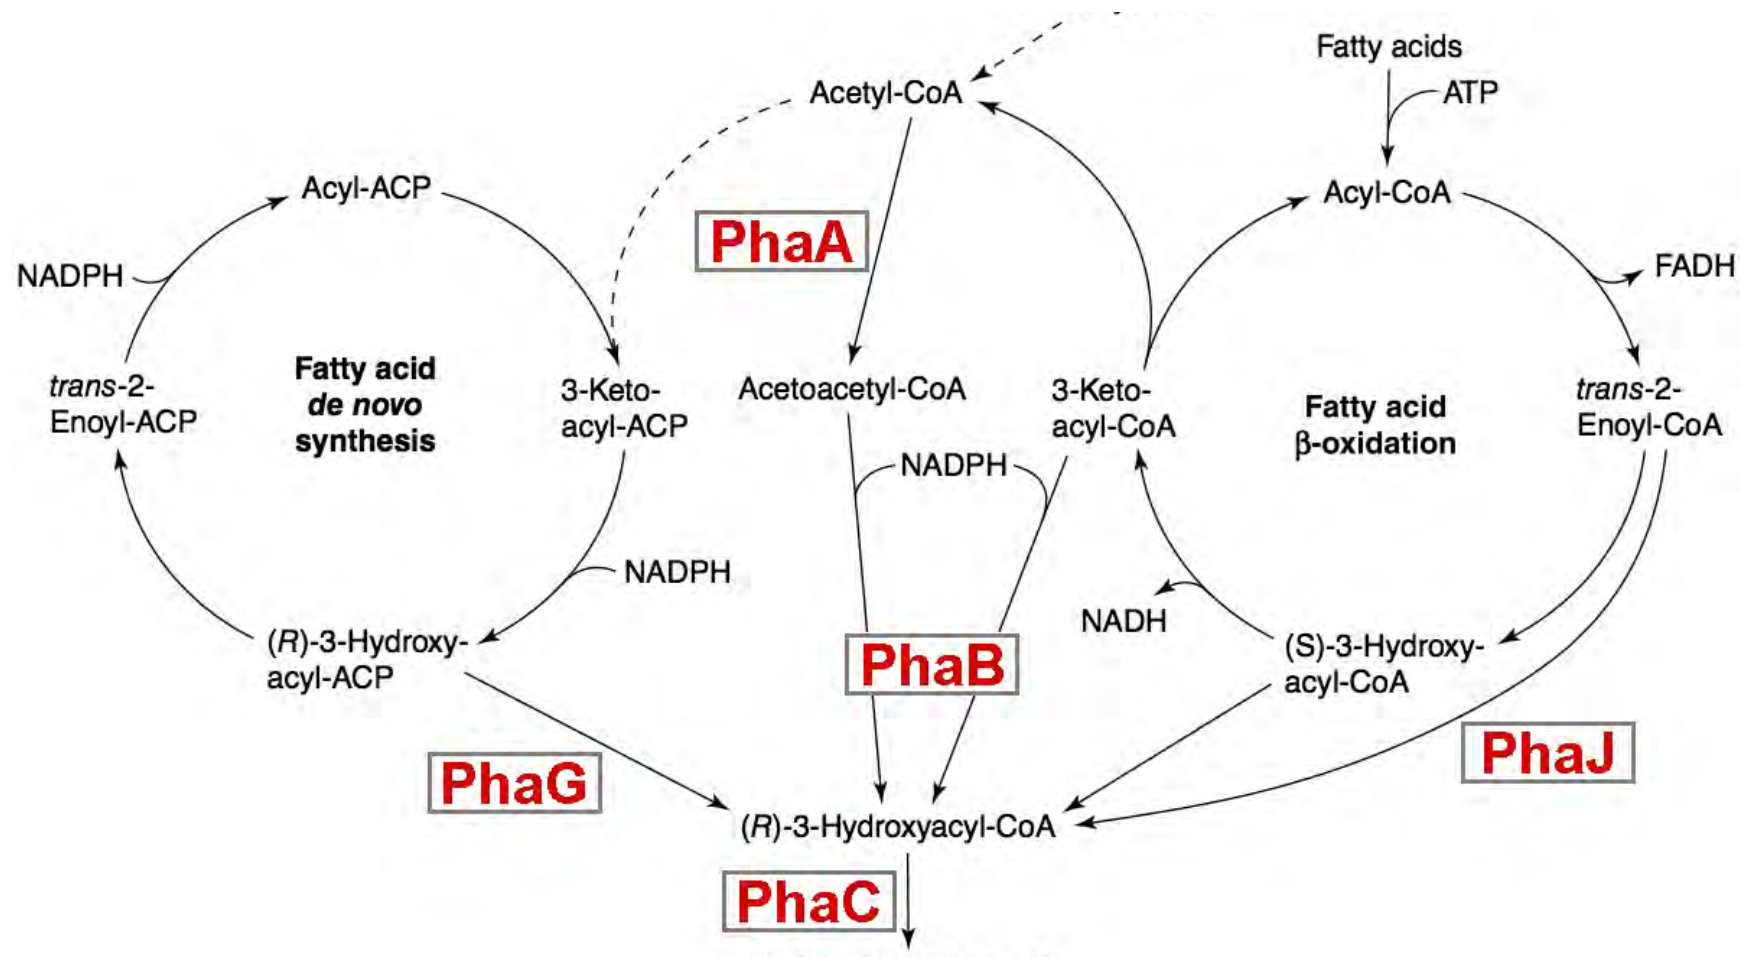 Fatty acids
Acetyl-CoA
ATP
Acyl-ACP
Acyl-CoA
PhaA
NADPH
FADH
Fatty acid
de novo
synthesis
trans-2-
Enoyl-ACP
3-Keto-
acyl-ACP
Acetoacetyl-CoA
3-Keto-
acyl-CoA
Fatty acid
β-oxidation
trans-2-
Enoyl-CoA
NADPH
NADPH
NADH
(R)-3-Hydroxy-
acyl-ACP
PhaB
(S)-3-Hydroxy-
acyl-CoA
PhaG
PhaJ
(R)-3-Hydroxyacyl-CoA
PhaC